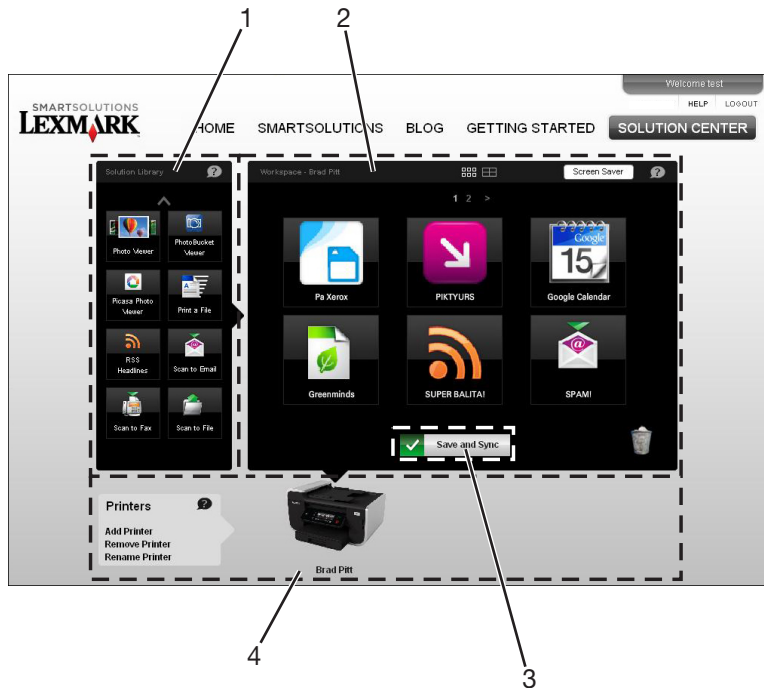 1 2
Welcome test
HELP LOGOUT
SMARTSOLUTIONS
LEXMARK
HOME SMARTSOLUTIONS BLOG GETTING STARTED SOLUTION CENTER
Solution Library ?
Workspace - Brad Pitt Screen Saver ?
1 2 >
Photo Viewer
PhotoBucket
Viewer
Picasa Photo
Viewer
Print a File
RSS
Headlines
Scan to Email
Scan to Fax
Scan to File
Google
15
Pa Xerox PIKTYURS Google Calendar
Greenminds SUPER BALITA! SPAM!
Save and Sync
Printers ?
Add Printer
Remove Printer
Rename Printer
Brad Pitt
4
3